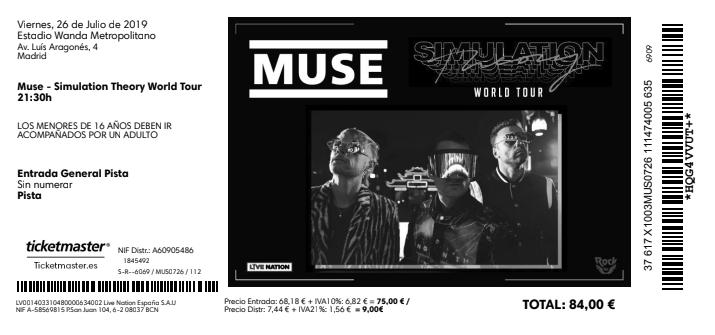 Viernes, 26 de Julio de 2019
Estadio Wanda Metropolitano
Av. Luís Aragonés, 4
Madrid
Muse - Simulation Theory World Tour
21:30h
LOS MENORES DE 16 AÑOS DEBEN IR
ACOMPAÑADOS POR UN ADULTO
Entrada General Pista
Sin numerar
Pista
ticketmaster®
Ticketmaster.es
NIF Distr.: A60905486
1845492
S-R--6069 / MUS0726 / 112
LV001403310480000634002 Live Nation España S.A.U
NIF A-58569815 P.San Juan 104, 6-2 08037 BCN
MUSE
SIMULATION
Theory
WORLD TOUR
LIVE NATION
Rock
Precio Entrada: 68,18 € + IVA10%: 6,82 € = 75,00 € /
Precio Distr: 7,44 € + IVA21%: 1,56 € = 9,00€
TOTAL: 84,00 €
6909
37 617 X1003MUS0726 111474005 635
*HQG4VVUT+*